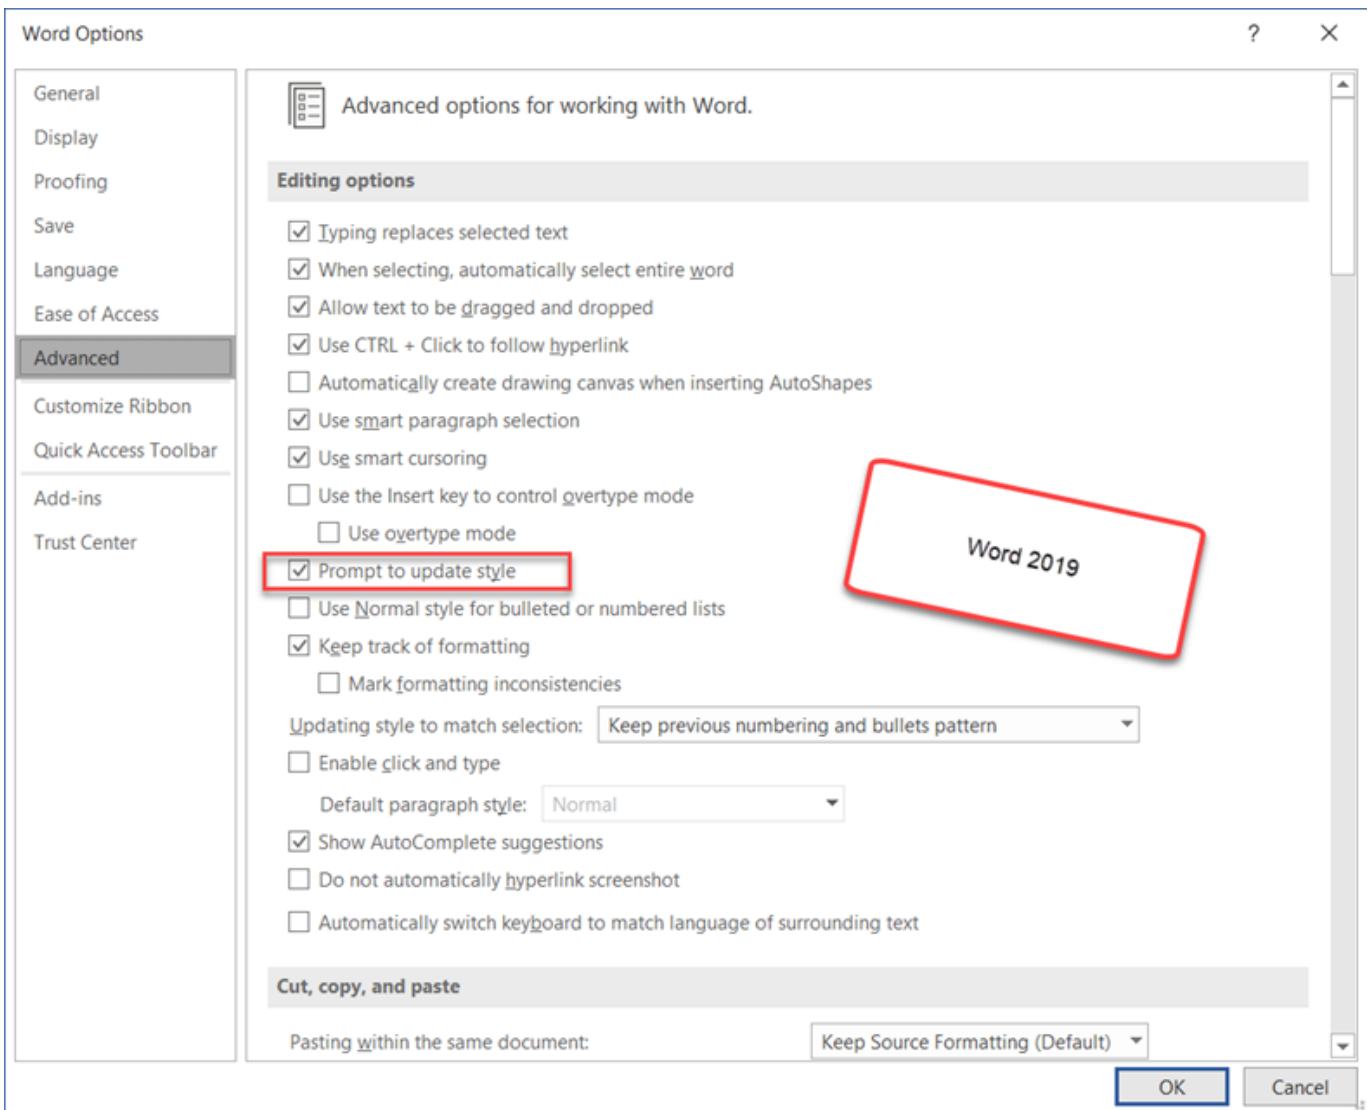 Word Options
?
General
Display
Proofing
Save
Language
Ease of Access
Advanced
Customize Ribbon
Quick Access Toolbar
Add-ins
Trust Center
Advanced options for working with Word.
Editing options
Typing replaces selected text
When selecting, automatically select entire word
Allow text to be dragged and dropped
Use CTRL + Click to follow hyperlink
Automatically create drawing canvas when inserting AutoShapes
Use smart paragraph selection
Use smart cursoring
Use the Insert key to control overtype mode
Use overtype mode
Prompt to update style
Use Normal style for bulleted or numbered lists
Keep track of formatting
Mark formatting inconsistencies
Updating style to match selection: Keep previous numbering and bullets pattern
Enable click and type
Default paragraph style: Normal
Show AutoComplete suggestions
Do not automatically hyperlink screenshot
Automatically switch keyboard to match language of surrounding text
Word 2019
Cut, copy, and paste
Pasting within the same document: Keep Source Formatting (Default)
OK Cancel